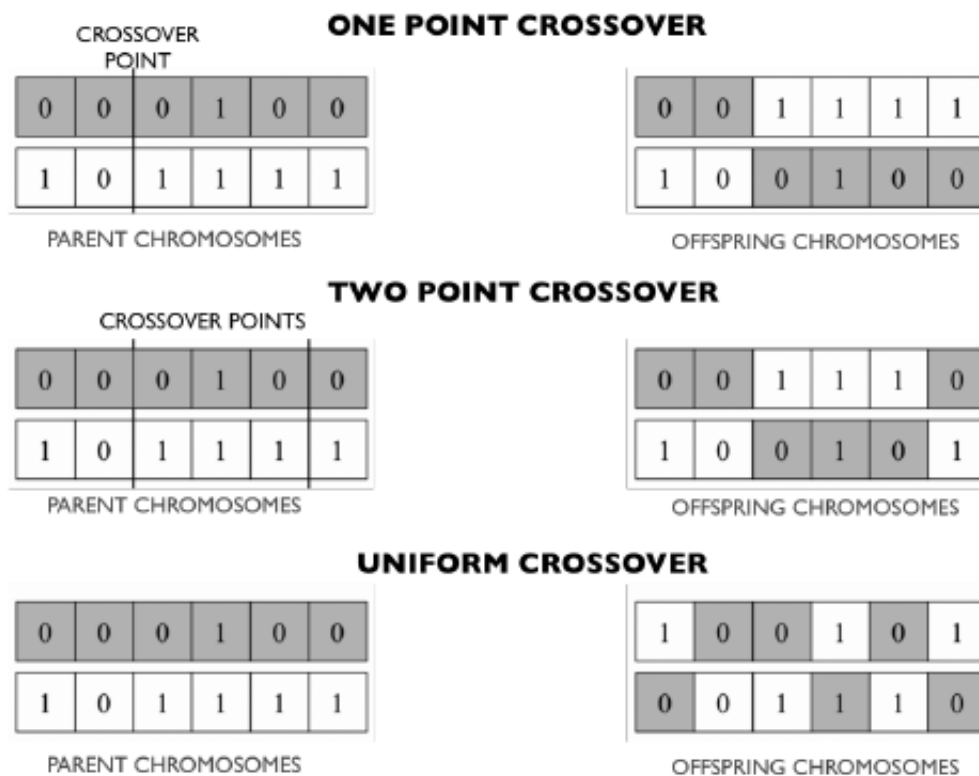 ONE POINT CROSSOVER
CROSSOVER
POINT
0 0 0 1 0 0
1 0 1 1 1 1
PARENT CHROMOSOMES
0 0 1 1 1 1
1 0 0 1 0 0
OFFSPRING CHROMOSOMES
TWO POINT CROSSOVER
CROSSOVER POINTS
0 0 0 1 0 0
1 0 1 1 1 1
PARENT CHROMOSOMES
0 0 1 1 1 0
1 0 0 1 0 1
OFFSPRING CHROMOSOMES
UNIFORM CROSSOVER
0 0 0 1 0 0
1 0 1 1 1 1
PARENT CHROMOSOMES
1 0 0 1 0 1
0 0 1 1 1 0
OFFSPRING CHROMOSOMES